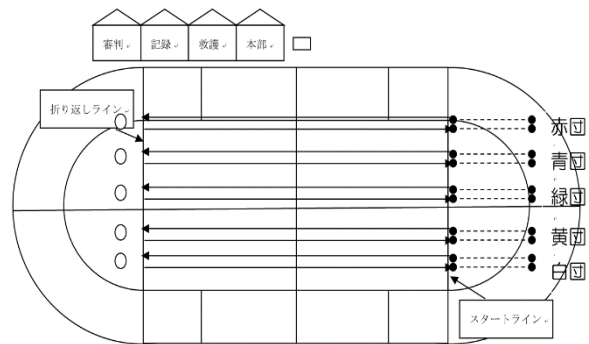 審判 記録 救護 本部
折り返しライン
赤団
青団
緑団
黄団
白団
スタートライン